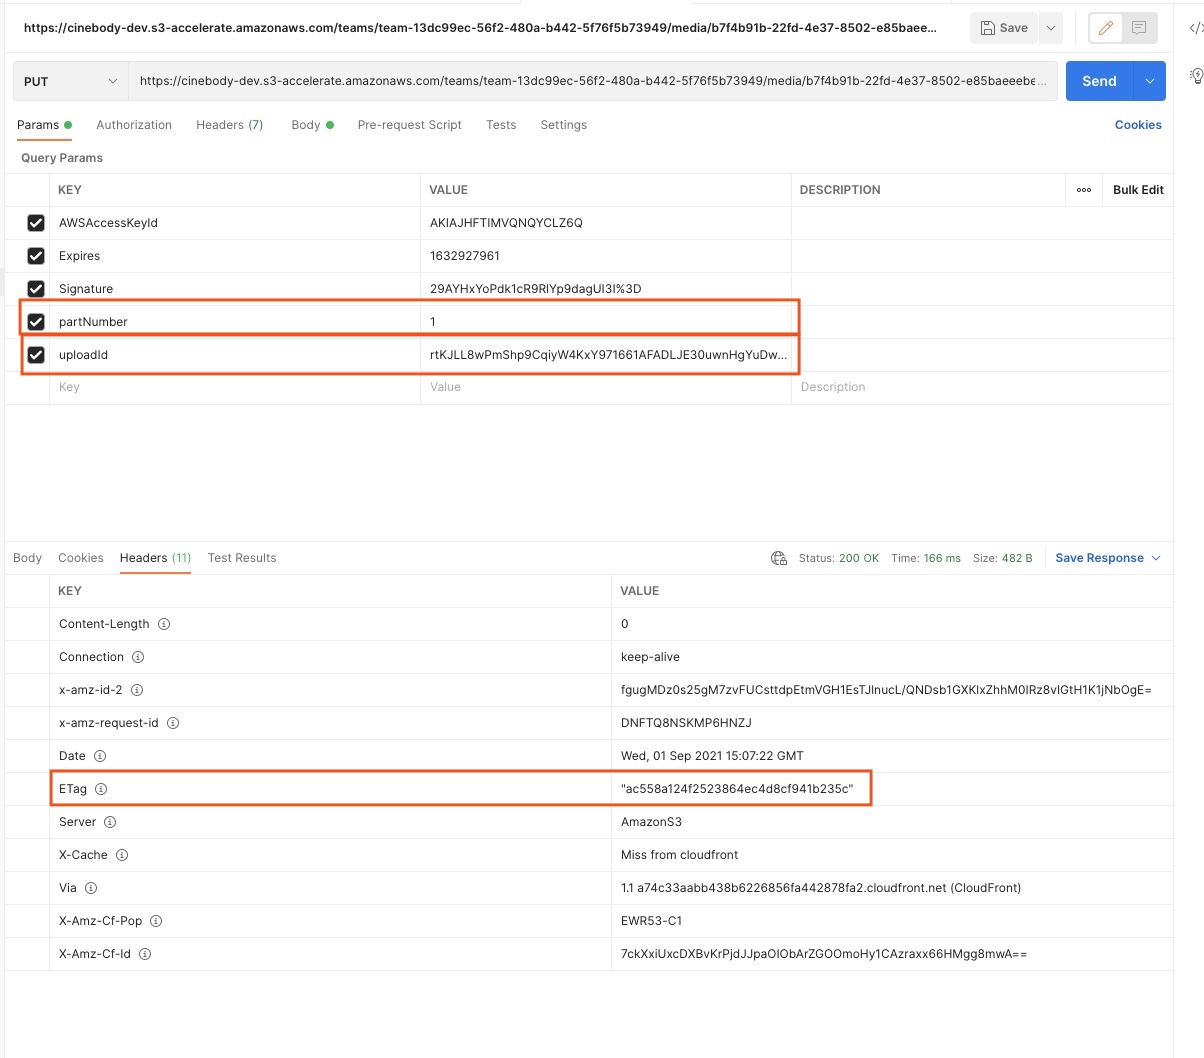 https://cinebody-dev.s3-accelerate.amazonaws.com/teams/team-13dc99ec-56f2-480a-b442-5f76f5b73949/media/b7f4b91b-22fd-4e37-8502-e85baee... Save
PUT https://cinebody-dev.s3-accelerate.amazonaws.com/teams/team-13dc99ec-56f2-480a-b442-5f76f5b73949/media/b7f4b91b-22fd-4e37-8502-e85baeeebe... Send
Params Authorization Headers (7) Body Pre-request Script Tests Settings Cookies
Query Params
KEY VALUE DESCRIPTION ooo Bulk Edit
AWSAccessKeyId AKIAJHFTIMVQNQYCLZ6Q
Expires 1632927961
Signature 29AYHxYoPdk1cR9RlYp9dagUI3I%3D
partNumber 1
uploadId rtKJLL8wPmShp9CqiyW4KxY971661AFADLJE30uwnHgYuDw...
Key Value Description
Body Cookies Headers (11) Test Results Status: 200 OK Time: 166 ms Size: 482 B Save Response
KEY VALUE
Content-Length 0
Connection keep-alive
x-amz-id-2 fgugMDz0s25gM7zvFUCsttdpEtmVGH1EsTJlnucL/QNDsb1GXKlxZhhM0IRz8vIGtH1K1jNbOgE=
x-amz-request-id DNFTQ8NSKMP6HNZJ
Date Wed, 01 Sep 2021 15:07:22 GMT
ETag "ac558a124f2523864ec4d8cf941b235c"
Server AmazonS3
X-Cache Miss from cloudfront
Via 1.1 a74c33aabb438b6226856fa442878fa2.cloudfront.net (CloudFront)
X-Amz-Cf-Pop EWR53-C1
X-Amz-Cf-Id 7ckXxiUxcDXBvKrPjdJJpaOlObArZGOOmoHy1CAzraxx66HMgg8mwA==